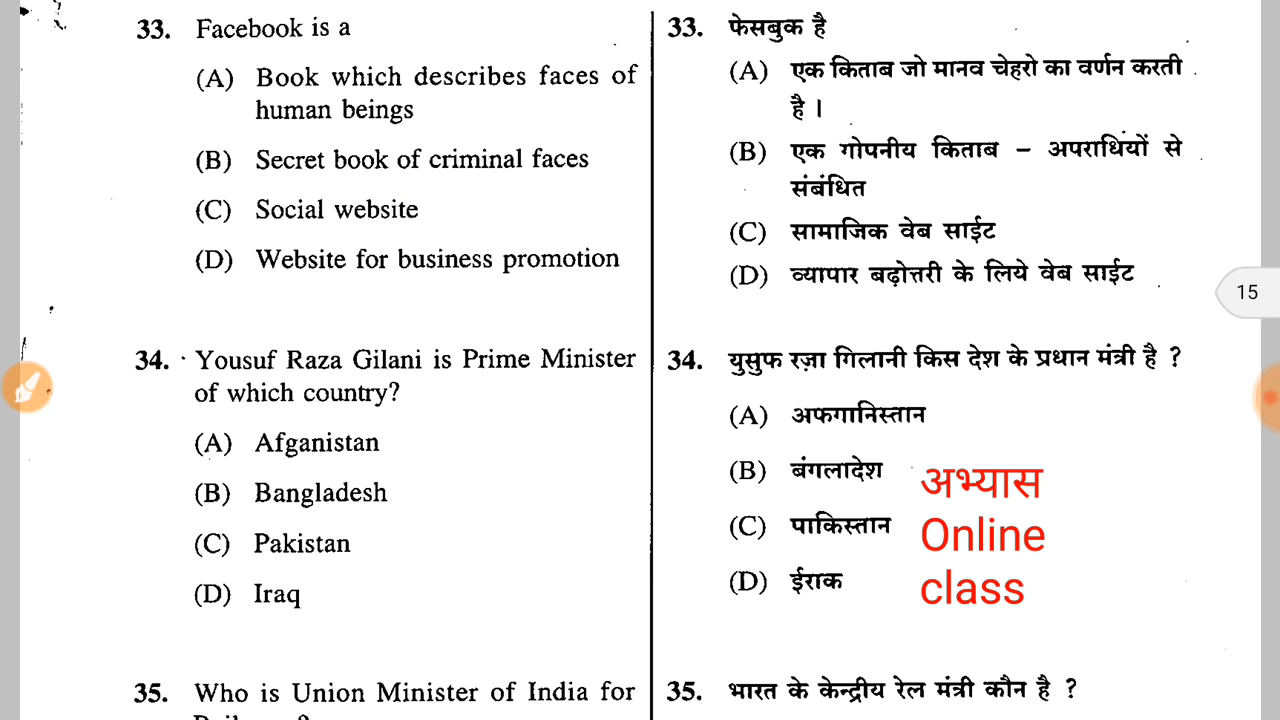 33. Facebook is a
(A) Book which describes faces of
human beings
(B) Secret book of criminal faces
(C) Social website
(D) Website for business promotion
34. Yousuf Raza Gilani is Prime Minister
of which country?
(A) Afganistan
(B) Bangladesh
(C) Pakistan
(D) Iraq
35. Who is Union Minister of India for
33. फेसबुक है
(A) एक किताब जो मानव चेहरो का वर्णन करती
है ।
(B) एक गोपनीय किताब – अपराधियों से
संबंधित
(C) सामाजिक वेब साईट
(D) व्यापार बढ़ोत्तरी के लिये वेब साईट
34. युसुफ रज़ा गिलानी किस देश के प्रधान मंत्री है ?
(A) अफगानिस्तान
(B) बंगलादेश
(C) पाकिस्तान
(D) ईराक
35. भारत के केन्द्रीय रेल मंत्री कौन है ?
अभ्यास
Online
class
15